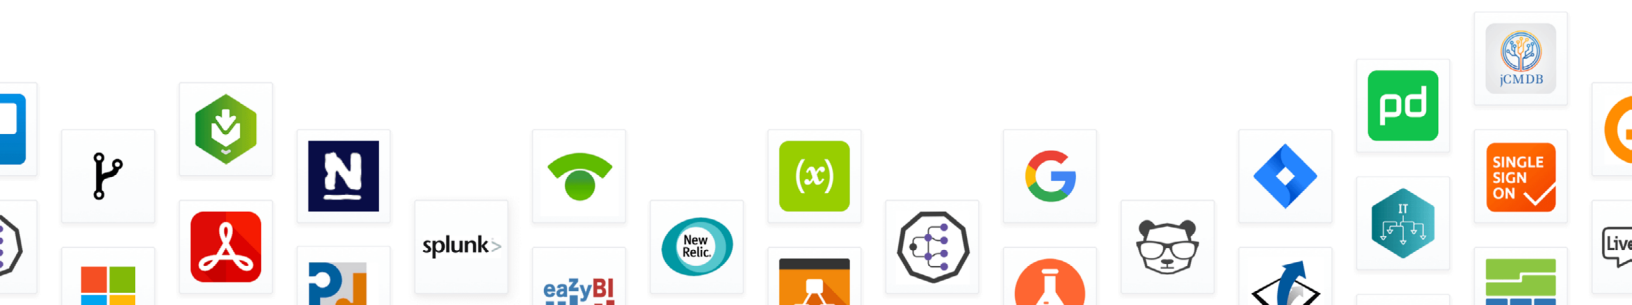 N
splunk>
eazyBI
New
Relic.
(x)
G
pd
IT
jCMDB
SINGLE
SIGN
ON
Live